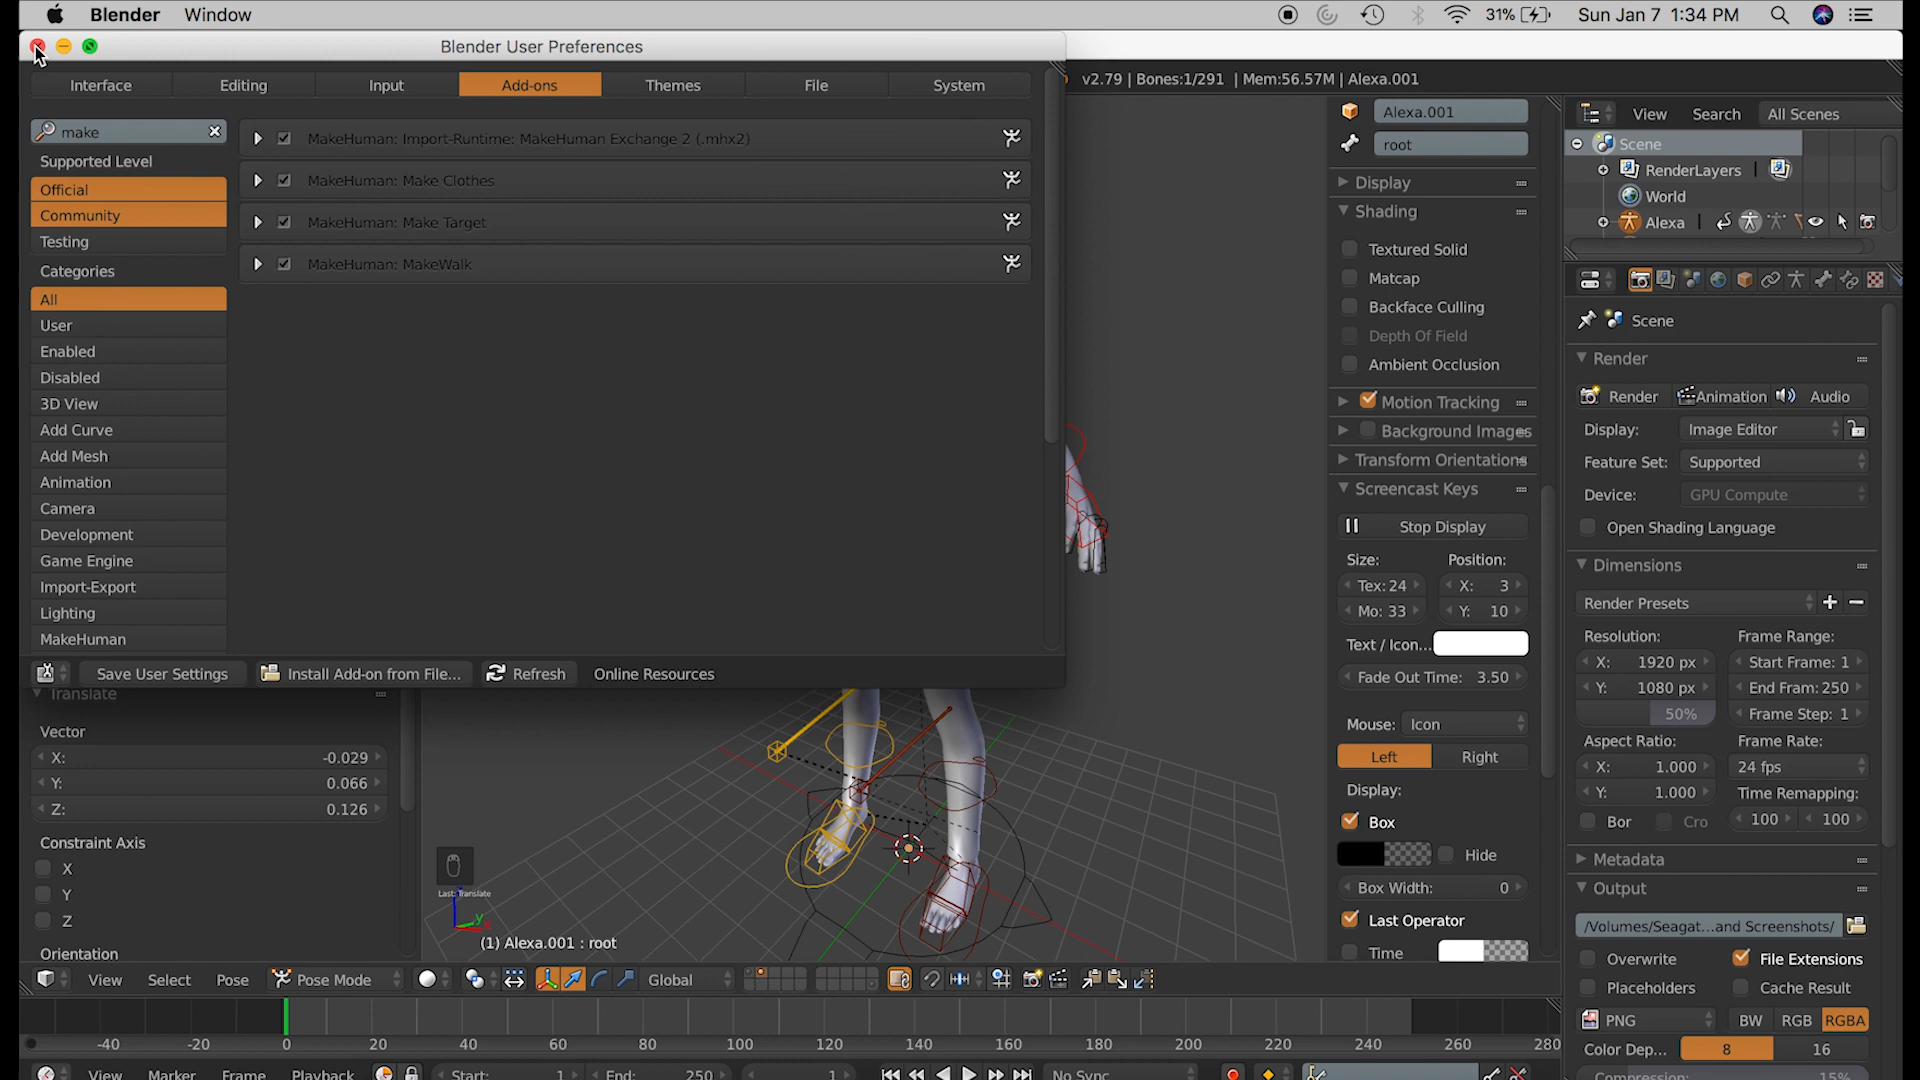 Blender Window
31% Sun Jan 7 1:34 PM
Blender User Preferences
Interface Editing Input Add-ons Themes File System
make
Supported Level
Official
Community
Testing
Categories
All
User
Enabled
Disabled
3D View
Add Curve
Add Mesh
Animation
Camera
Development
Game Engine
Import-Export
Lighting
MakeHuman
MakeHuman: Import-Runtime: MakeHuman Exchange 2 (.mhx2)
MakeHuman: Make Clothes
MakeHuman: Make Target
MakeHuman: MakeWalk
Save User Settings Install Add-on from File... Refresh Online Resources
v2.79 | Bones:1/291 | Mem:56.57M | Alexa.001
Translate
Vector
X: -0.029
Y: 0.066
Z: 0.126
Constraint Axis
X
Y
Z
Orientation
Last: Translate
y
(1) Alexa.001 : root
Alexa.001
root
Display
Shading
Textured Solid
Matcap
Backface Culling
Depth Of Field
Ambient Occlusion
Motion Tracking
Background Images
Transform Orientations
Screencast Keys
Stop Display
Size: Position:
Tex: 24 X: 3
Mo: 33 Y: 10
Text / Icon...
Fade Out Time: 3.50
Mouse: Icon
Left Right
Display:
Box
Hide
Box Width: 0
Last Operator
Time
View Search All Scenes
Scene
RenderLayers
World
Alexa
Scene
Render
Render Animation Audio
Display: Image Editor
Feature Set: Supported
Device: GPU Compute
Open Shading Language
Dimensions
Render Presets
Resolution: Frame Range:
X: 1920 px Start Frame: 1
Y: 1080 px End Fram: 250
50% Frame Step: 1
Aspect Ratio: Frame Rate:
X: 1.000 24 fps
Y: 1.000 Time Remapping:
Bor Cro 100 100
Metadata
Output
/Volumes/Seagat...and Screenshots/
Overwrite File Extensions
Placeholders Cache Result
PNG BW RGB RGBA
Color Dep... 8 16
Compression: 15%
View Select Pose Pose Mode Global
-40 -20 0 20 40 60 80 100 120 140 160 180 200 220 240 260 280
View Marker Frame Playback Start: 1 End: 250 1 No Sync